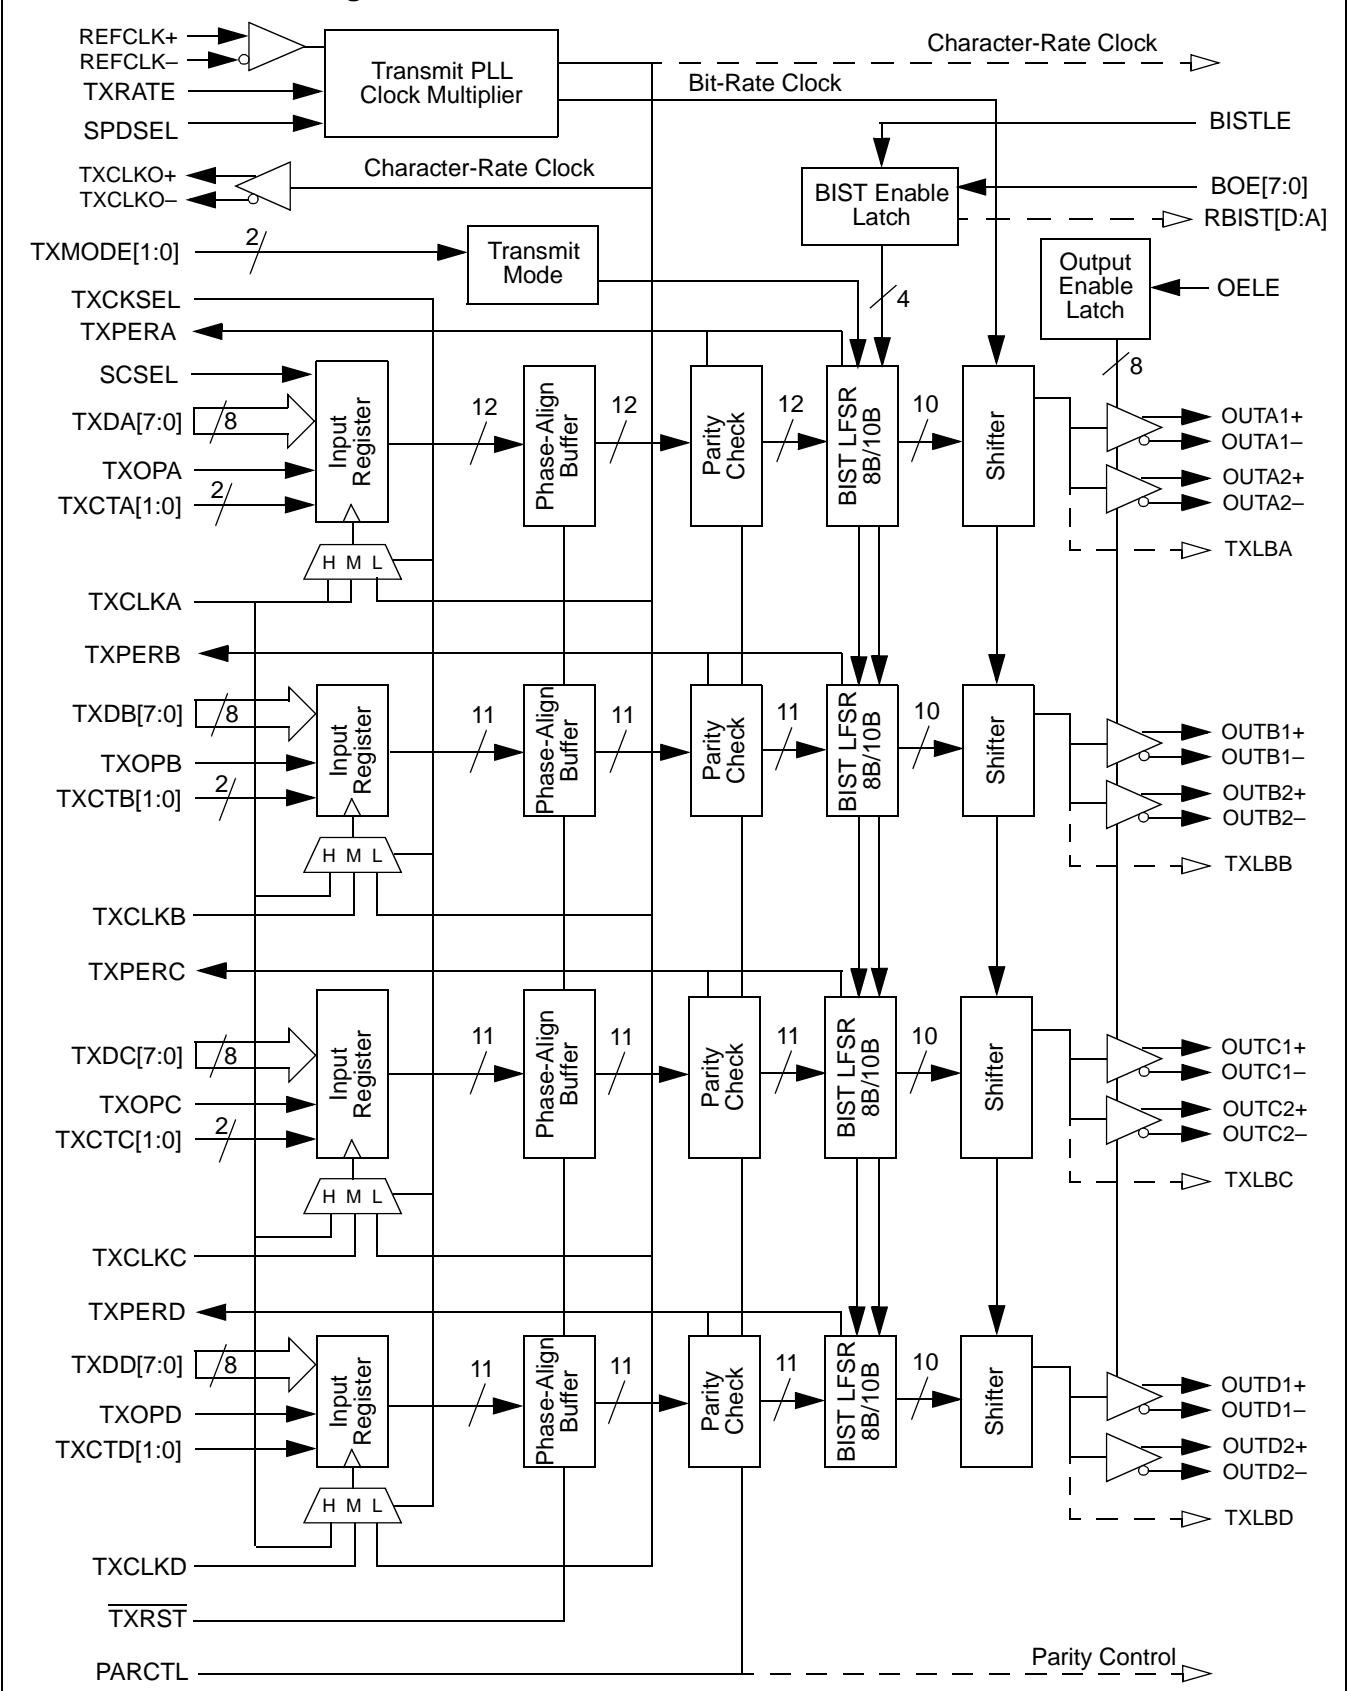 REFCLK+
REFCLK–
TXRATE
SPDSEL
Transmit PLL
Clock Multiplier
Character-Rate Clock
Bit-Rate Clock
BISTLE
TXCLKO+
TXCLKO–
Character-Rate Clock
BIST Enable
Latch
BOE[7:0]
RBIST[D:A]
TXMODE[1:0]
2
Transmit
Mode
Output
Enable
Latch
OELE
4
8
TXCKSEL
TXPERA
SCSEL
TXDA[7:0]
8
TXOPA
TXCTA[1:0]
2
Input
Register
12
Phase-Align
Buffer
12
Parity
Check
12
BIST LFSR
8B/10B
10
Shifter
OUTA1+
OUTA1–
OUTA2+
OUTA2–
TXLBA
H M L
TXCLKA
TXPERB
TXDB[7:0]
8
TXOPB
TXCTB[1:0]
2
Input
Register
11
Phase-Align
Buffer
11
Parity
Check
11
BIST LFSR
8B/10B
10
Shifter
OUTB1+
OUTB1–
OUTB2+
OUTB2–
TXLBB
H M L
TXCLKB
TXPERC
TXDC[7:0]
8
TXOPC
TXCTC[1:0]
2
Input
Register
11
Phase-Align
Buffer
11
Parity
Check
11
BIST LFSR
8B/10B
10
Shifter
OUTC1+
OUTC1–
OUTC2+
OUTC2–
TXLBC
H M L
TXCLKC
TXPERD
TXDD[7:0]
8
TXOPD
TXCTD[1:0]
Input
Register
11
Phase-Align
Buffer
11
Parity
Check
11
BIST LFSR
8B/10B
10
Shifter
OUTD1+
OUTD1–
OUTD2+
OUTD2–
TXLBD
H M L
TXCLKD
TXRST
PARCTL
Parity Control